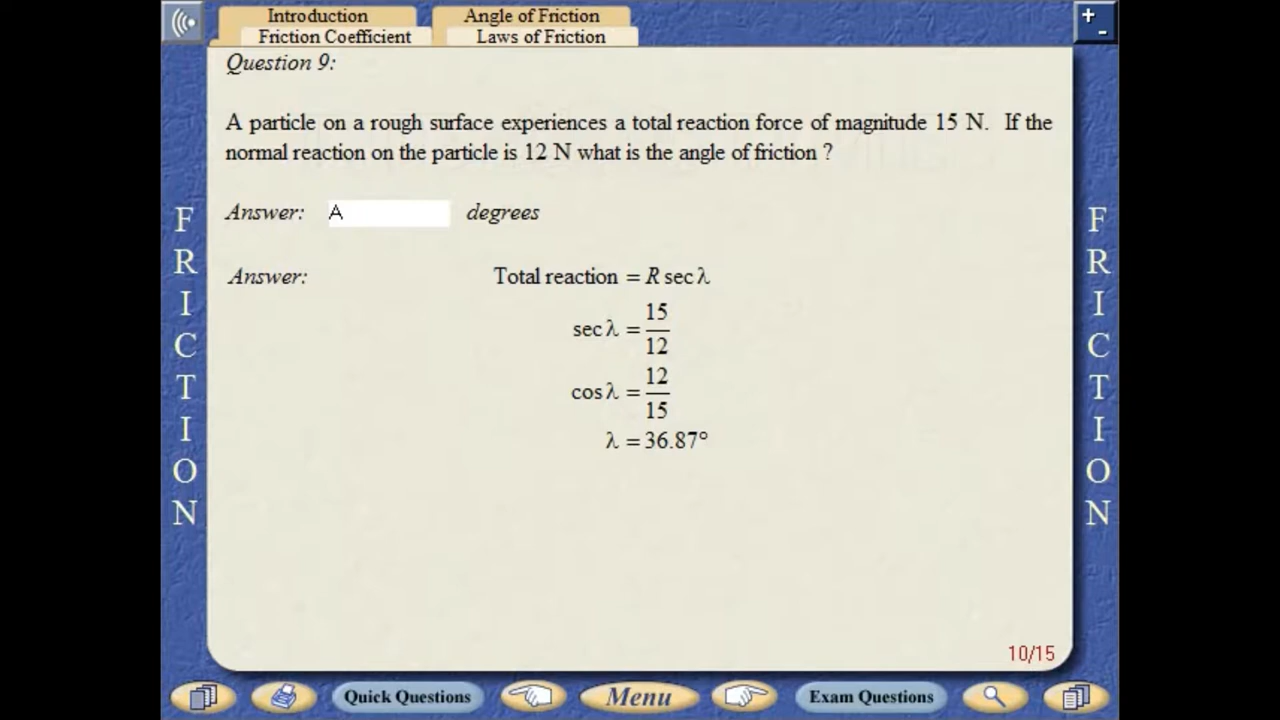 Introduction
Friction Coefficient
Angle of Friction
Laws of Friction
+
-
Question 9:
A particle on a rough surface experiences a total reaction force of magnitude 15 N. If the
normal reaction on the particle is 12 N what is the angle of friction ?
Answer: A degrees
Answer: Total reaction = R sec λ
sec λ = 15/12
cos λ = 12/15
λ = 36.87°
F
R
I
C
T
I
O
N
F
R
I
C
T
I
O
N
10/15
Quick Questions
Menu
Exam Questions